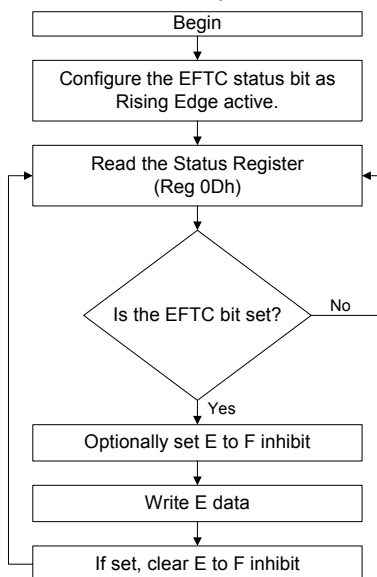 Begin
Configure the EFTC status bit as
Rising Edge active.
Read the Status Register
(Reg 0Dh)
Is the EFTC bit set?
No
Yes
Optionally set E to F inhibit
Write E data
If set, clear E to F inhibit